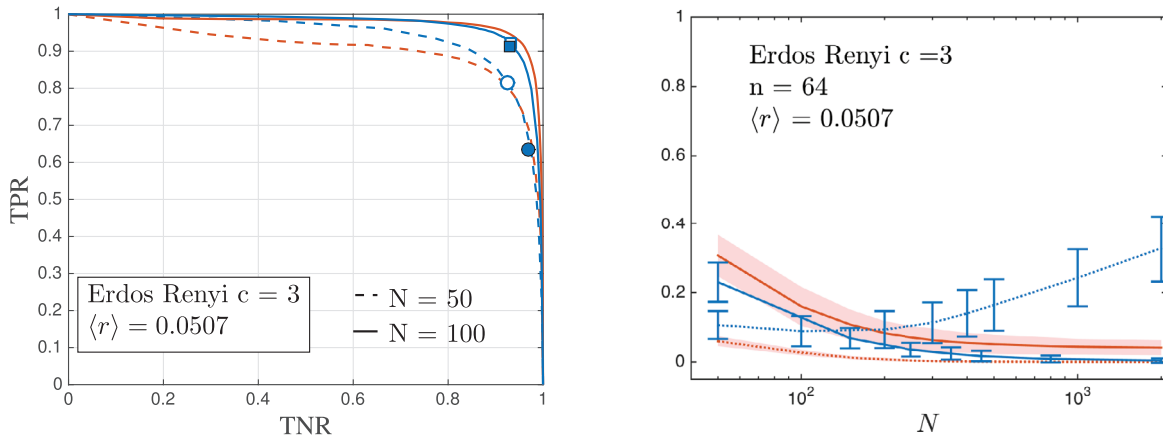 1
0.9
0.8
0.7
0.6
0.5
0.4
0.3
0.2
0.1
0
TPR
Erdos Renyi c = 3
⟨r⟩ = 0.0507
N = 50
N = 100
0 0.2 0.4 0.6 0.8 1
TNR
1
0.8
0.6
0.4
0.2
0
Erdos Renyi c =3
n = 64
⟨r⟩ = 0.0507
10² 10³
N